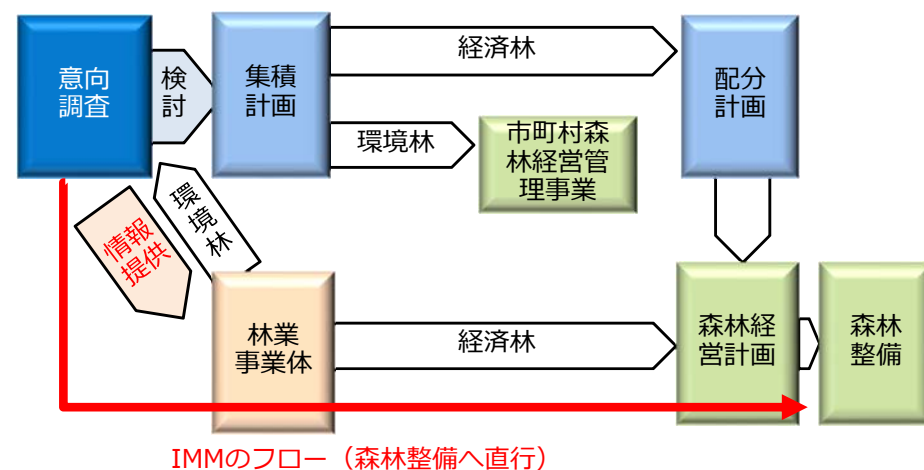 意向
調査
検
討
集積
計画
経済林
配分
計画
環境林
市町村森
林経営管
理事業
情報
提供
環境林
林業
事業体
経済林
森林経
営計画
森林
整備
IMMのフロー（森林整備へ直行）